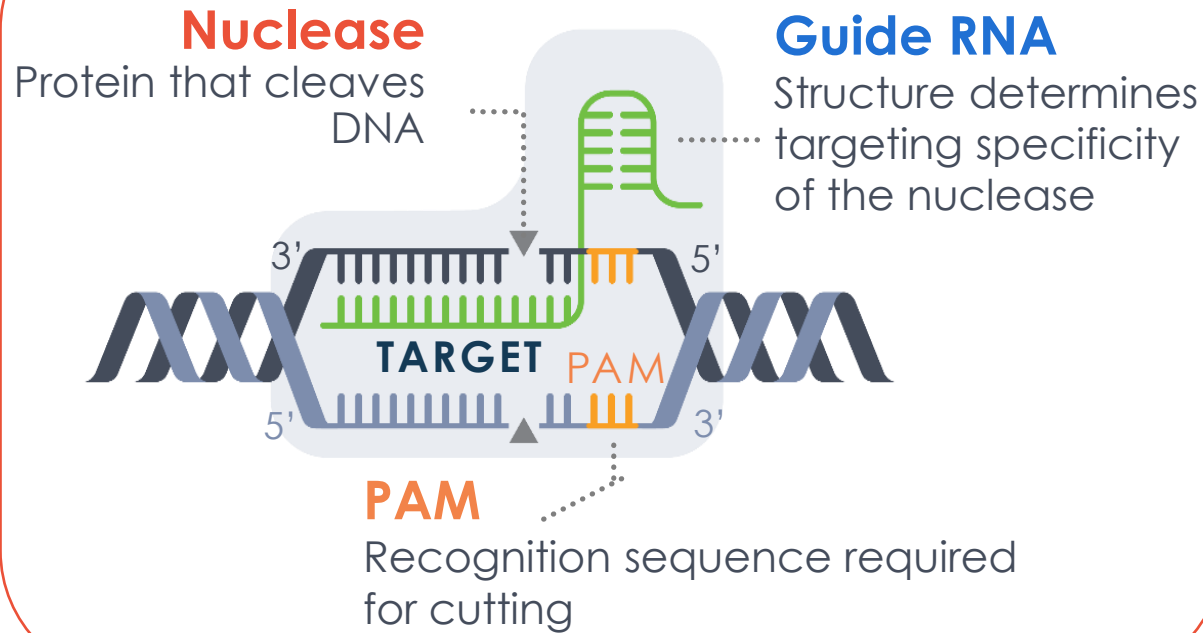 Nuclease
Protein that cleaves
DNA
Guide RNA
Structure determines
targeting specificity
of the nuclease
3’
5’
TARGET
PAM
5’
3’
PAM
Recognition sequence required
for cutting